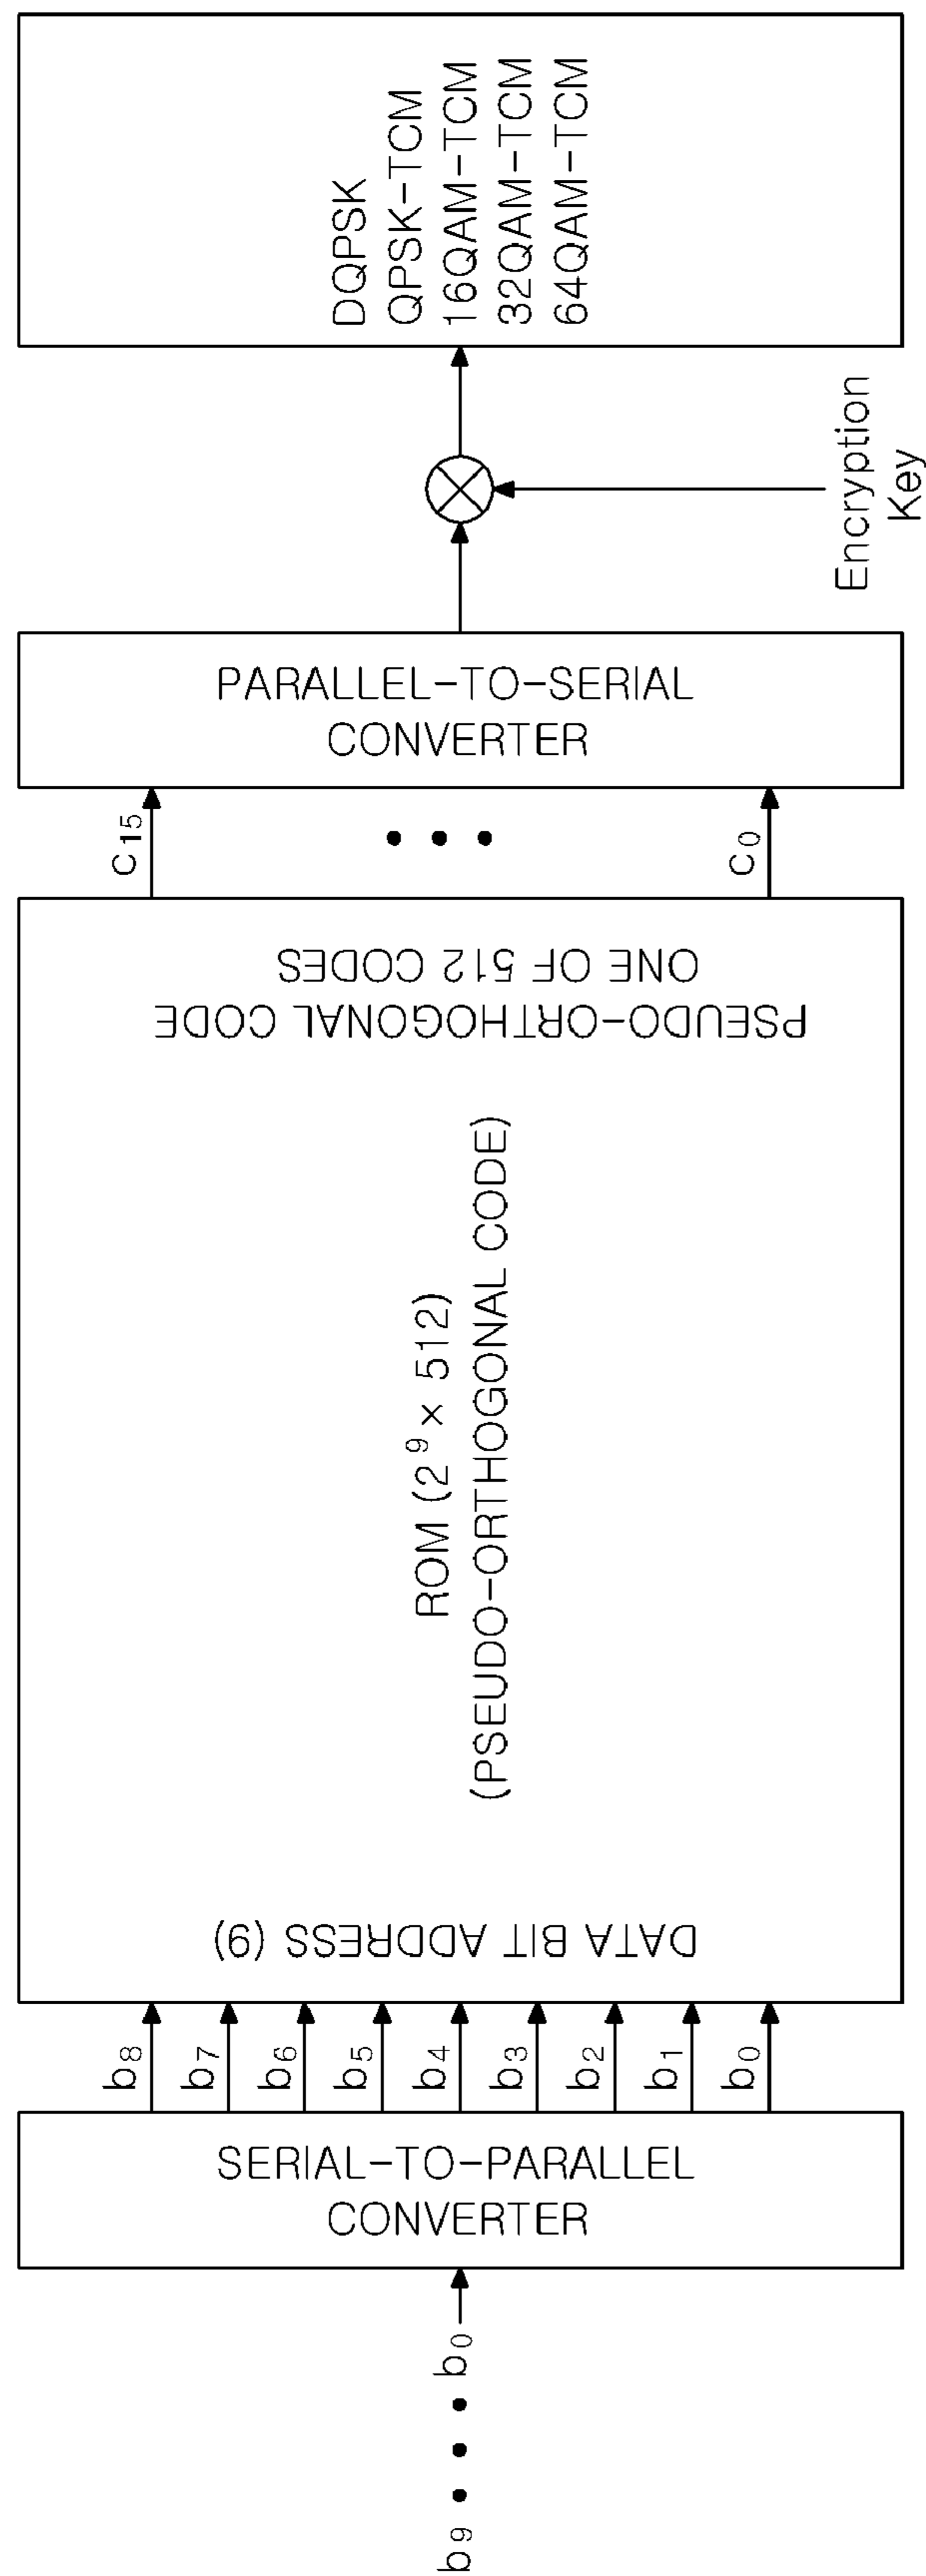 b9 • • • b0
SERIAL-TO-PARALLEL
CONVERTER
b8
b7
b6
b5
b4
b3
b2
b1
b0
DATA BIT ADDRESS (9)
ROM (2⁹ × 512)
(PSEUDO-ORTHOGONAL CODE)
PSEUDO-ORTHOGONAL CODE
ONE OF 512 CODES
c15
• • •
c0
PARALLEL-TO-SERIAL
CONVERTER
Encryption
Key
DQPSK
QPSK-TCM
16QAM-TCM
32QAM-TCM
64QAM-TCM